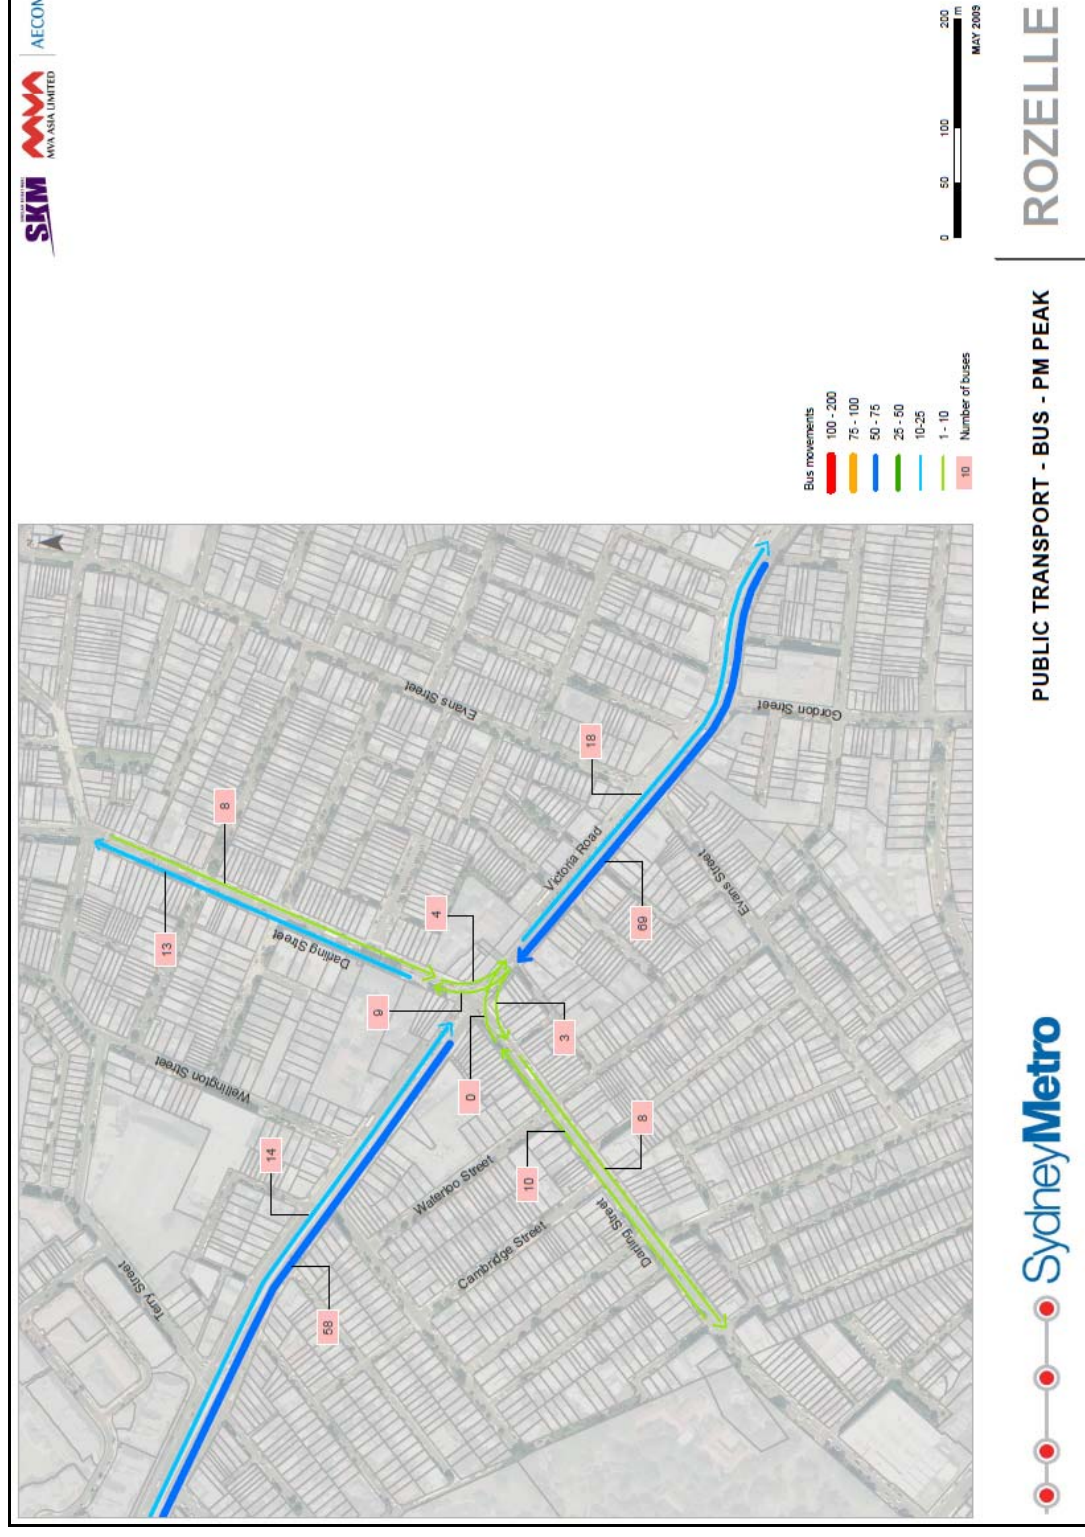 SKM
MVA ASIA LIMITED
AECOM
Terry Street
Wellington Street
Darling Street
Evans Street
Victoria Road
Waterloo Street
Cambridge Street
Darling Street
Evans Street
Gordon Street
13
8
4
9
14
58
0
3
10
8
18
69
Bus movements
100 - 200
75 - 100
50 - 75
25 - 50
10-25
1 - 10
10 Number of buses
0 50 100 200
m
MAY 2009
SydneyMetro
PUBLIC TRANSPORT - BUS - PM PEAK
ROZELLE